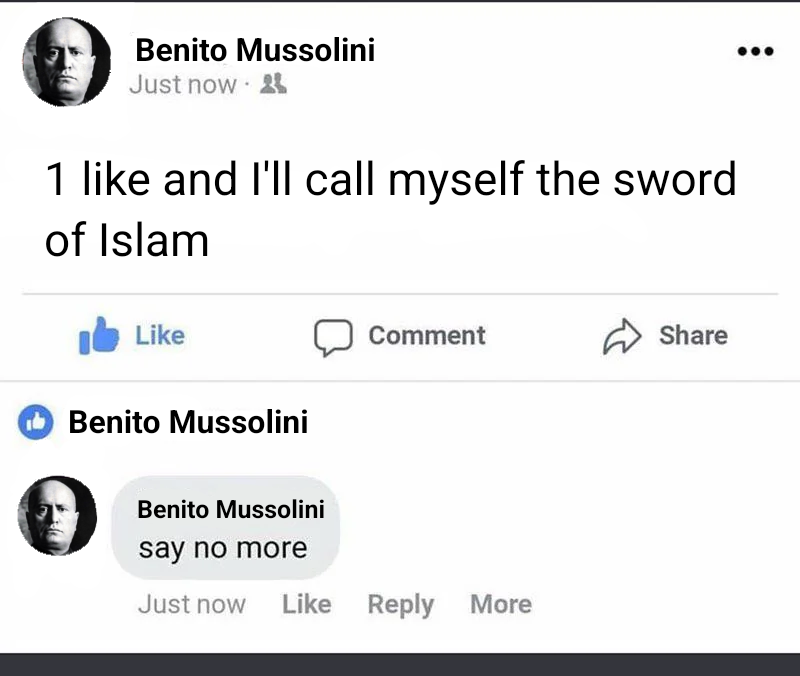 Benito Mussolini
Just now ·
1 like and I'll call myself the sword
of Islam
Like Comment Share
Benito Mussolini
Benito Mussolini
say no more
Just now Like Reply More